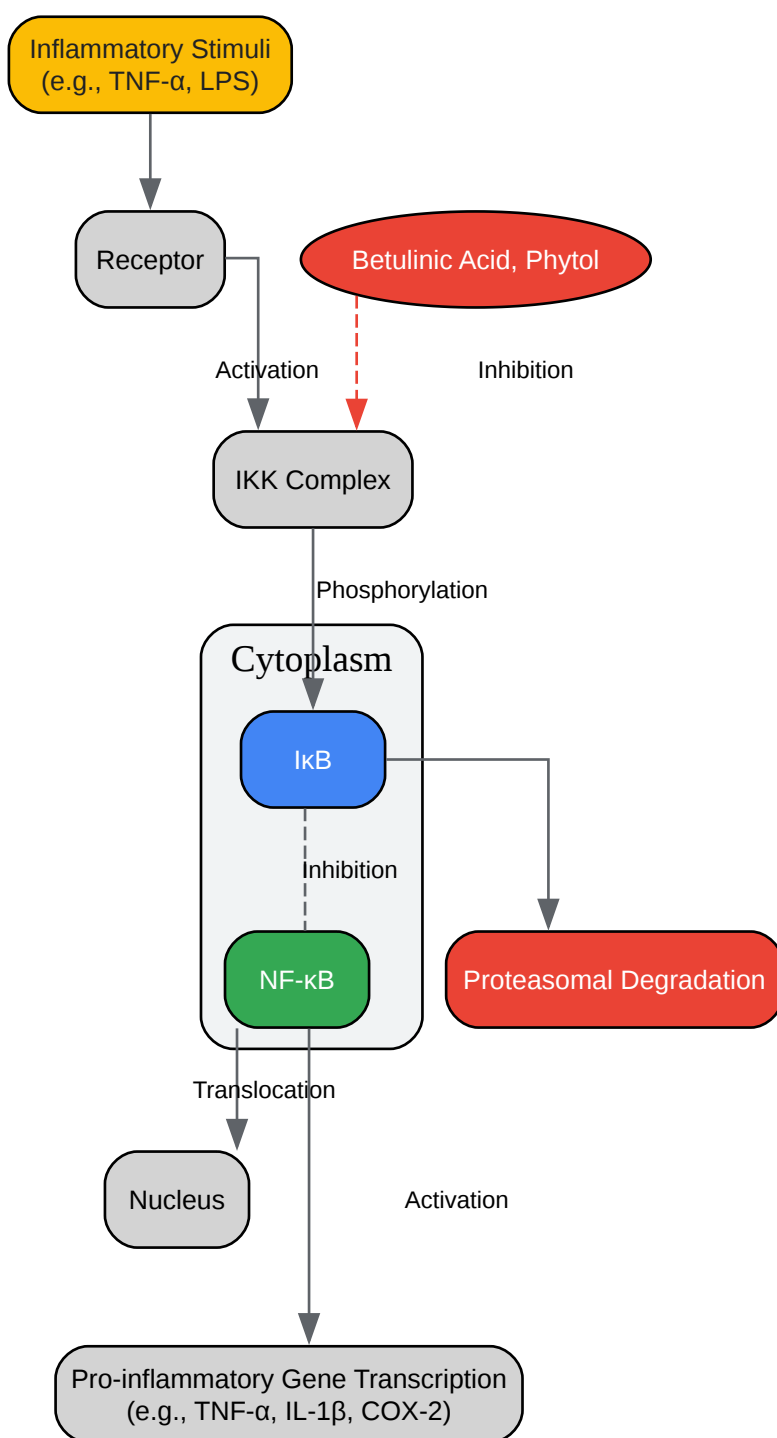 Inflammatory Stimuli
(e.g., TNF-α, LPS)
Receptor
Betulinic Acid, Phytol
Activation
Inhibition
IKK Complex
Phosphorylation
Cytoplasm
IκB
Inhibition
NF-κB
Proteasomal Degradation
Translocation
Nucleus
Activation
Pro-inflammatory Gene Transcription
(e.g., TNF-α, IL-1β, COX-2)